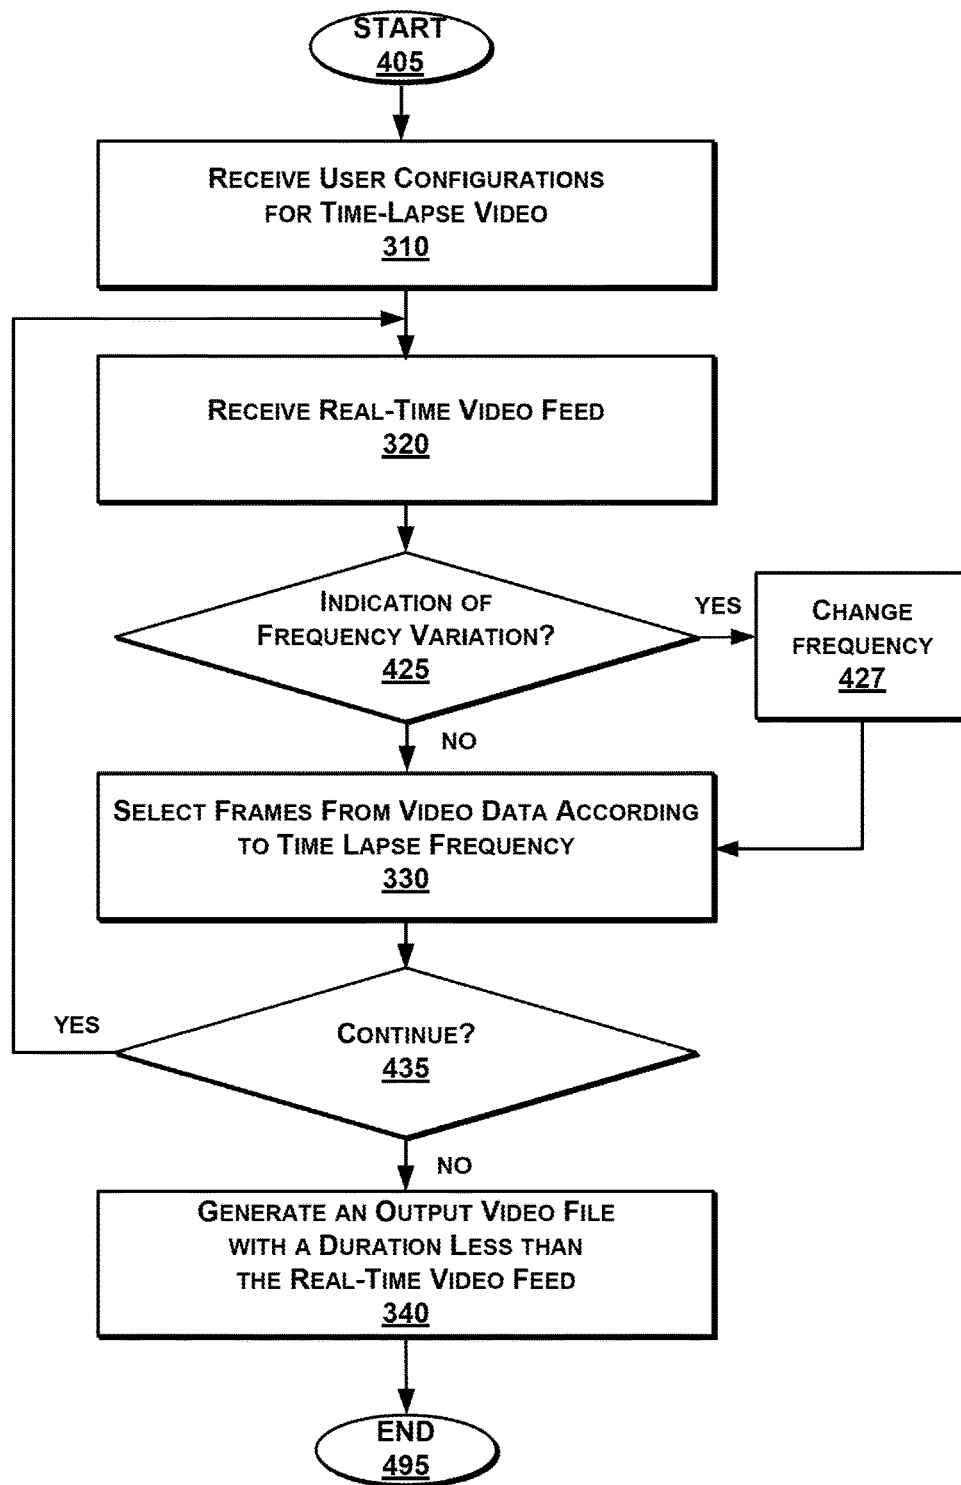 START
405
RECEIVE USER CONFIGURATIONS
FOR TIME-LAPSE VIDEO
310
RECEIVE REAL-TIME VIDEO FEED
320
INDICATION OF
FREQUENCY VARIATION?
425
YES
CHANGE
FREQUENCY
427
NO
SELECT FRAMES FROM VIDEO DATA ACCORDING
TO TIME LAPSE FREQUENCY
330
YES
CONTINUE?
435
NO
GENERATE AN OUTPUT VIDEO FILE
WITH A DURATION LESS THAN
THE REAL-TIME VIDEO FEED
340
END
495